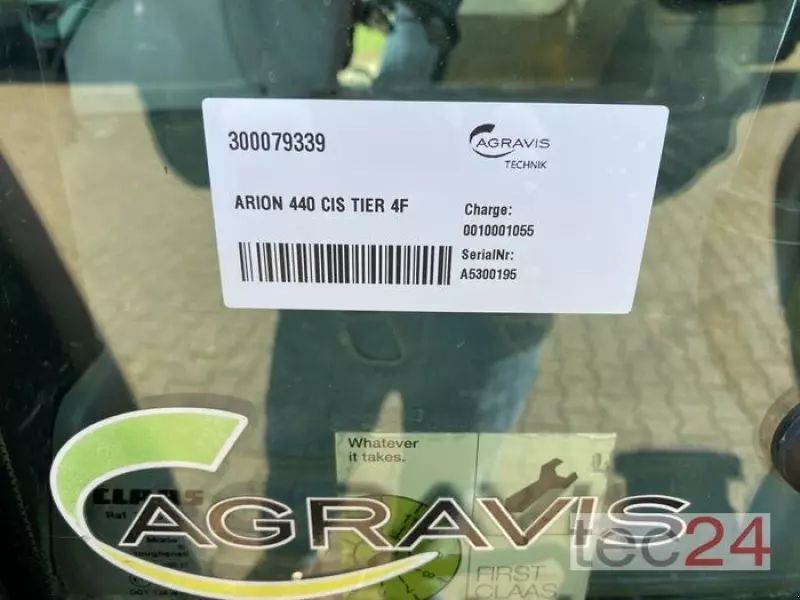 300079339
AGRAVIS
TECHNIK
ARION 440 CIS TIER 4F
Charge:
0010001055
SerialNr:
A5300195
Whatever
it takes.
CLAAS
AGRAVIS
tec24
FIRST
CLAAS